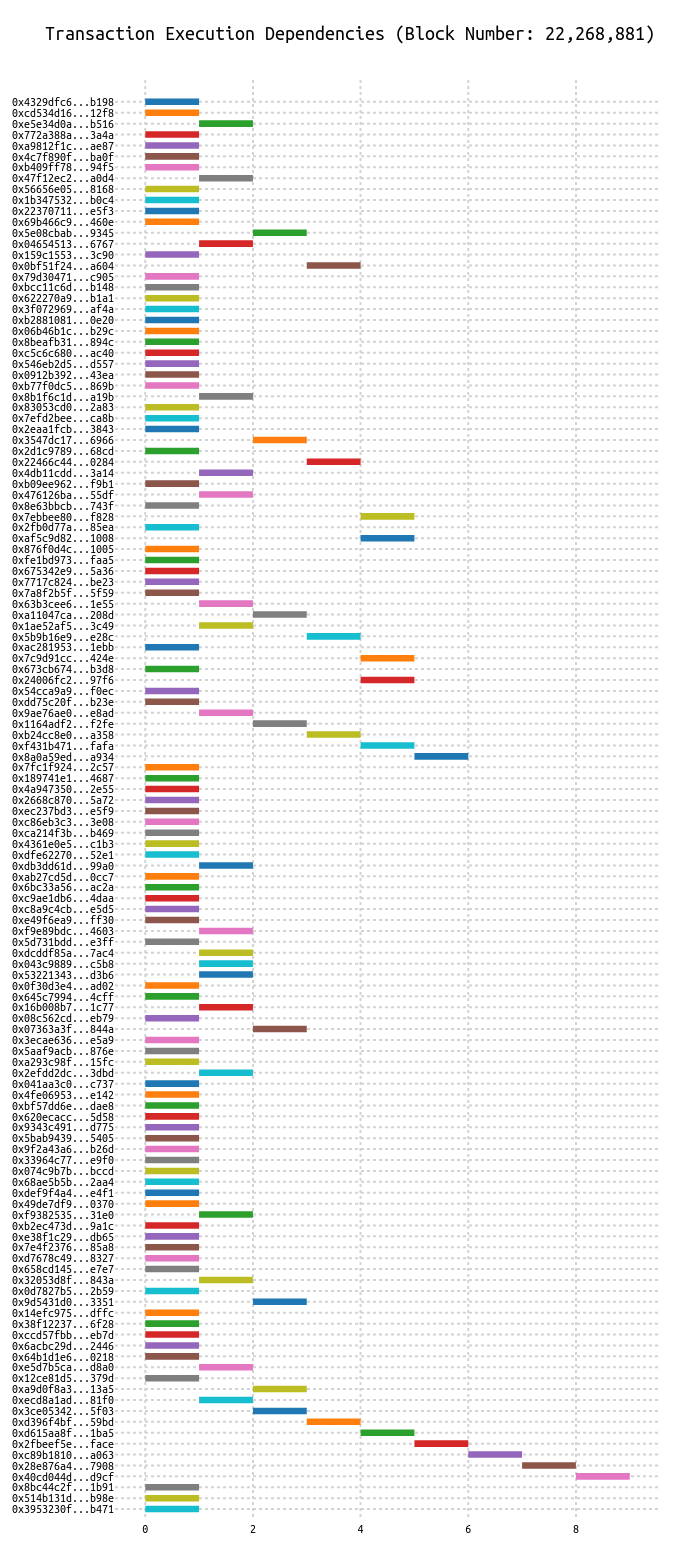 Transaction Execution Dependencies (Block Number: 22,268,881)
0x4329dfc6...b198
0xcd534d16...12f8
0xe5e34d0a...b516
0x772a388a...3a4a
0xa9812f1c...ae87
0x4c7f890f...ba0f
0xb409ff78...94f5
0x47f12ec2...a0d4
0x56656e05...8168
0x1b347532...b0c4
0x22370711...e5f3
0x69b466c9...460e
0x5e08cbab...9345
0x04654513...6767
0x159c1553...3c90
0x0bf51f24...a604
0x79d30471...c905
0xbcc11c6d...b148
0x622270a9...b1a1
0x3f072969...af4a
0xb2881081...0e20
0x06b46b1c...b29c
0x8beafb31...894c
0xc5c6c680...ac40
0x546eb2d5...d557
0x0912b392...43ea
0xb77f0dc5...869b
0x8b1f6c1d...a19b
0x83053cd0...2a83
0x7efd2bee...ca8b
0x2eaa1fcb...3843
0x3547dc17...6966
0x2d1c9789...68cd
0x22466c44...0284
0x4db11cdd...3a14
0xb09ee962...f9b1
0x476126ba...55df
0x8e63bbcb...743f
0x7ebbee80...f828
0x2fb0d77a...85ea
0xaf5c9d82...1008
0x876f0d4c...1005
0xfe1bd973...faa5
0x675342e9...5a36
0x7717c824...be23
0x7a8f2b5f...5f59
0x63b3cee6...1e55
0xa11047ca...208d
0x1ae52af5...3c49
0x5b9b16e9...e28c
0xac281953...1ebb
0x7c9d91cc...424e
0x673cb674...b3d8
0x24006fc2...97f6
0x54cca9a9...f0ec
0xdd75c20f...b23e
0x9ae76ae0...e8ad
0x1164adf2...f2fe
0xb24cc8e0...a358
0xf431b471...fafa
0x8a0a59ed...a934
0x7fc1f924...2c57
0x189741e1...4687
0x4a947350...2e55
0x2668c870...5a72
0xec237bd3...e5f9
0xc86eb3c3...3e08
0xca214f3b...b469
0x4361e0e5...c1b3
0xdfe62270...52e1
0xdb3dd61d...99a0
0xab27cd5d...0cc7
0x6bc33a56...ac2a
0xc9ae1db6...4daa
0xc8a9c4cb...e5d5
0xe49f6ea9...ff30
0xf9e89bdc...4603
0x5d731bdd...e3ff
0xdcddf85a...7ac4
0x043c9889...c5b8
0x53221343...d3b6
0x0f30d3e4...ad02
0x645c7994...4cff
0x16b008b7...1c77
0x08c562cd...eb79
0x07363a3f...844a
0x3ecae636...e5a9
0x5aaf9acb...876e
0xa293c98f...15fc
0x2efdd2dc...3dbd
0x041aa3c0...c737
0x4fe06953...e142
0xbf57dd6e...dae8
0x620ecacc...5d58
0x9343c491...d775
0x5bab9439...5405
0x9f2a43a6...b26d
0x33964c77...e9f0
0x074c9b7b...bccd
0x68ae5b5b...2aa4
0xdef9f4a4...e4f1
0x49de7df9...0370
0xf9382535...31e0
0xb2ec473d...9a1c
0xe38f1c29...db65
0x7e4f2376...85a8
0xd7678c49...8327
0x658cd145...e7e7
0x32053d8f...843a
0x0d7827b5...2b59
0x9d5431d0...3351
0x14efc975...dffc
0x38f12237...6f28
0xccd57fbb...eb7d
0x6acbc29d...2446
0x64b1d1e6...0218
0xe5d7b5ca...d8a0
0x12ce81d5...379d
0xa9d0f8a3...13a5
0xecd8a1ad...81f0
0x3ce05342...5f03
0xd396f4bf...59bd
0xd615aa8f...1ba5
0x2fbeef5e...face
0xc89b1810...a063
0x28e876a4...7908
0x40cd044d...d9cf
0x8bc44c2f...1b91
0x514b131d...b98e
0x3953230f...b471
0 2 4 6 8